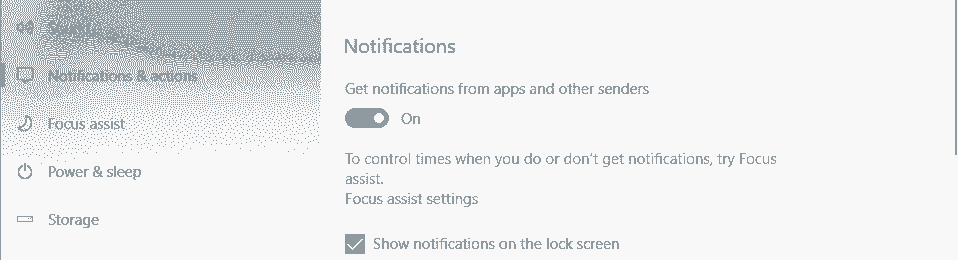 Sound
Notifications & actions
Focus assist
Power & sleep
Storage
Notifications
Get notifications from apps and other senders
On
To control times when you do or don't get notifications, try Focus
assist.
Focus assist settings
Show notifications on the lock screen